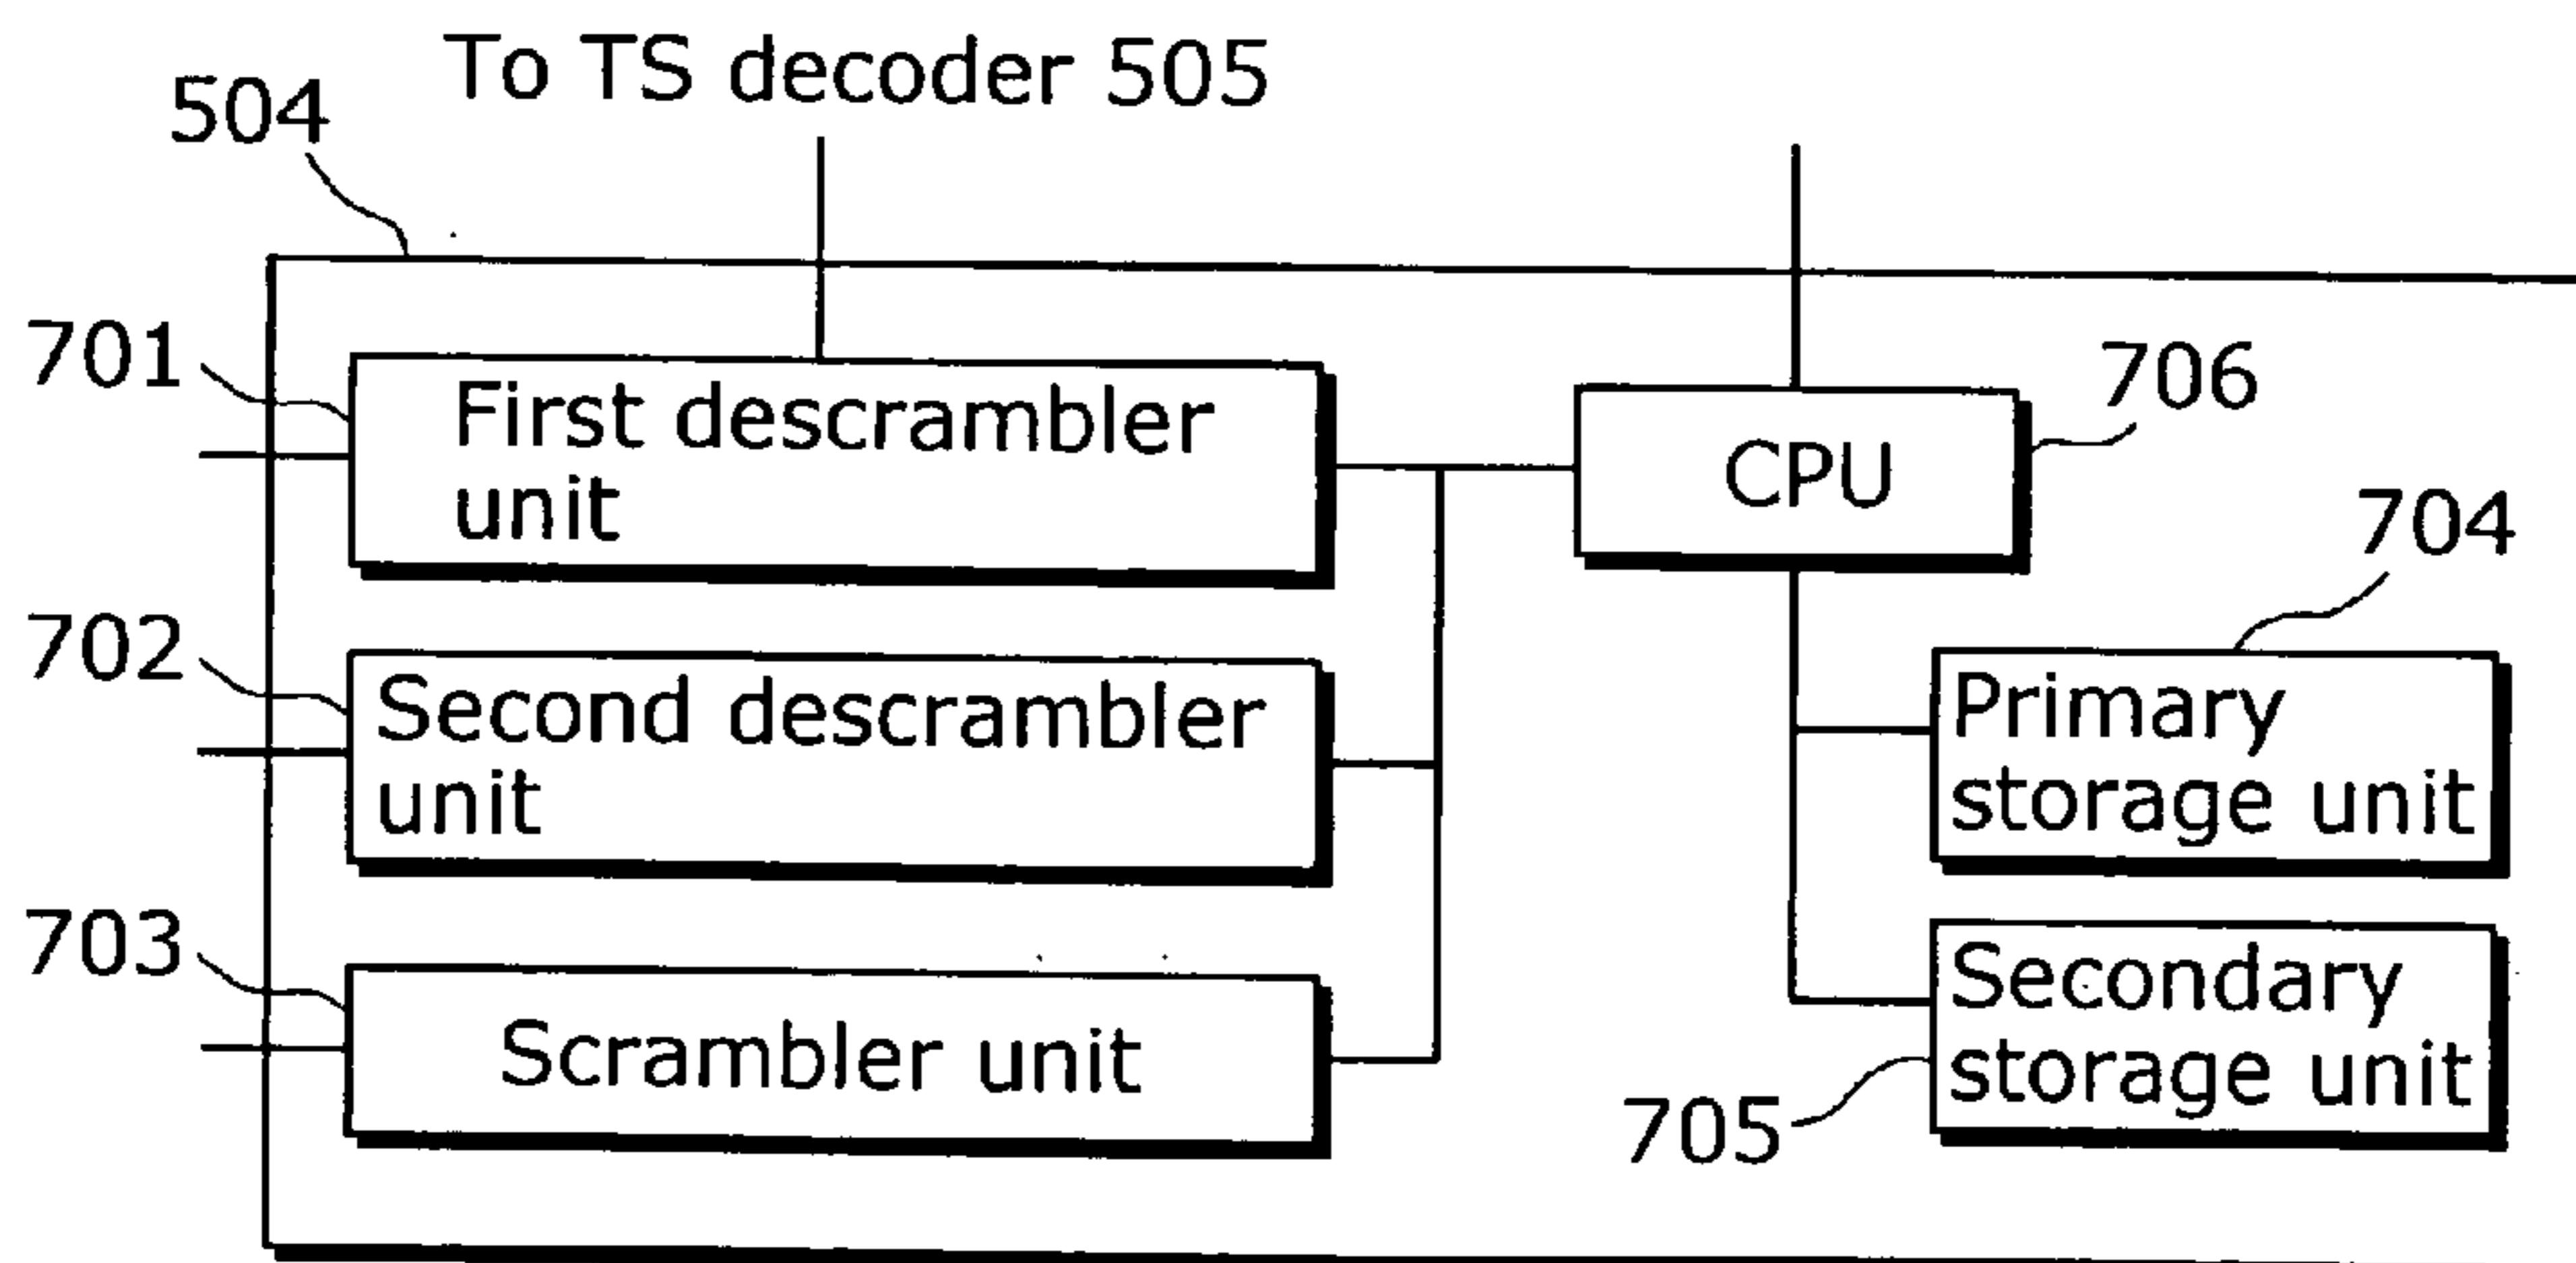 To TS decoder 505
504
701
First descrambler
unit
CPU
706
704
702
Second descrambler
unit
Primary
storage unit
703
Scrambler unit
Secondary
storage unit
705